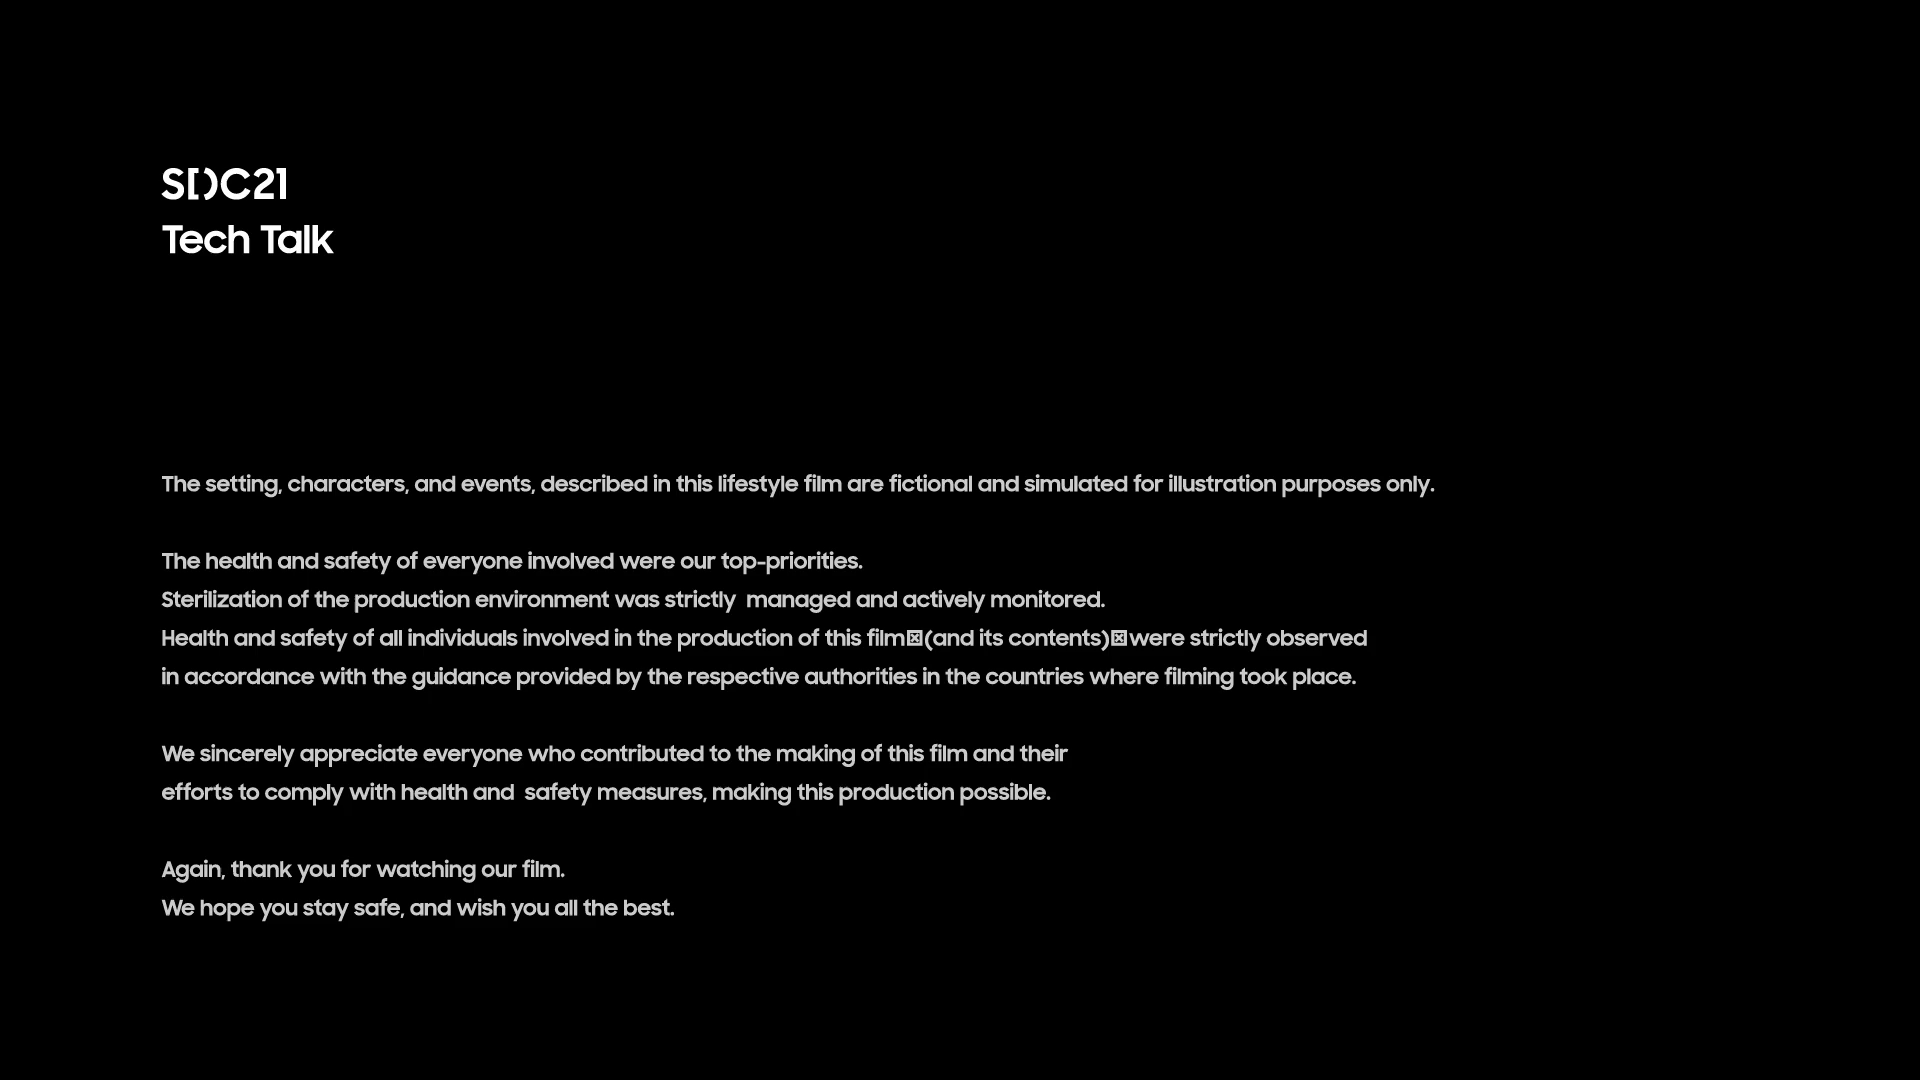 SDC21
Tech Talk
The setting, characters, and events, described in this lifestyle film are fictional and simulated for illustration purposes only.
The health and safety of everyone involved were our top-priorities.
Sterilization of the production environment was strictly  managed and actively monitored.
Health and safety of all individuals involved in the production of this film☒(and its contents)☒were strictly observed
in accordance with the guidance provided by the respective authorities in the countries where filming took place.
We sincerely appreciate everyone who contributed to the making of this film and their
efforts to comply with health and  safety measures, making this production possible.
Again, thank you for watching our film.
We hope you stay safe, and wish you all the best.